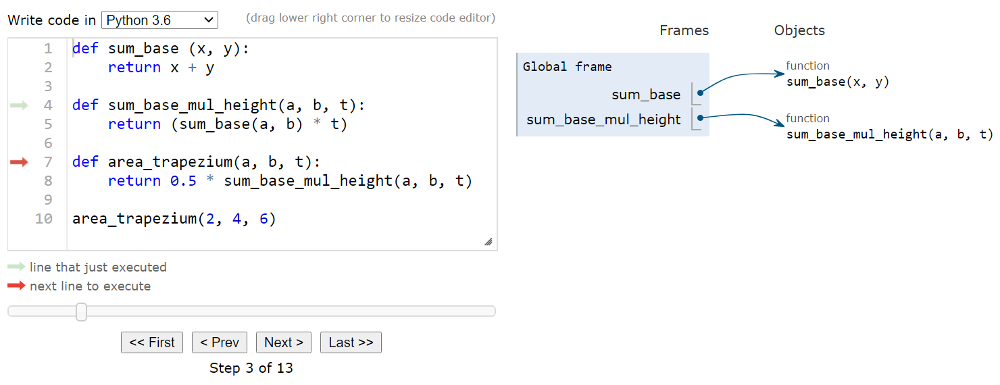 Write code in Python 3.6 (drag lower right corner to resize code editor)
1 def sum_base (x, y):
2     return x + y
3
4 def sum_base_mul_height(a, b, t):
5     return (sum_base(a, b) * t)
6
7 def area_trapezium(a, b, t):
8     return 0.5 * sum_base_mul_height(a, b, t)
9
10 area_trapezium(2, 4, 6)
line that just executed
next line to execute
<< First < Prev Next > Last >>
Step 3 of 13
Frames Objects
Global frame
sum_base
sum_base_mul_height
function
sum_base(x, y)
function
sum_base_mul_height(a, b, t)